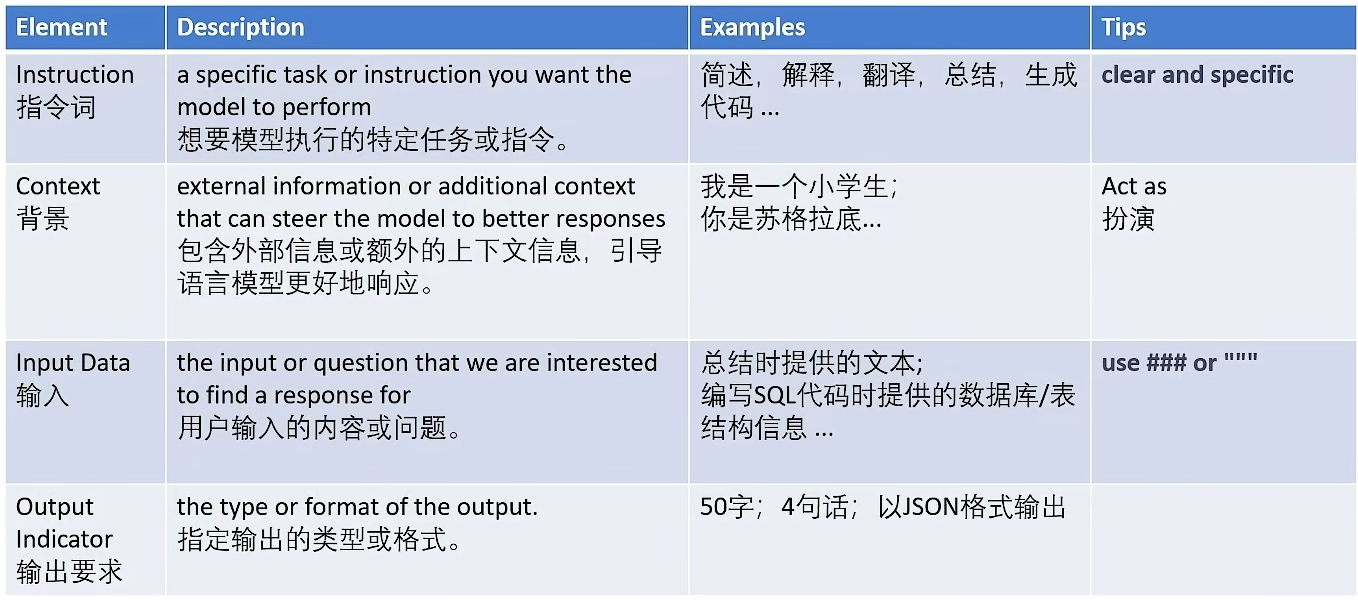 Element Description Examples Tips
Instruction
指令词
a specific task or instruction you want the
model to perform
想要模型执行的特定任务或指令。
简述，解释，翻译，总结，生成
代码 ...
clear and specific
Context
背景
external information or additional context
that can steer the model to better responses
包含外部信息或额外的上下文信息，引导
语言模型更好地响应。
我是一个小学生；
你是苏格拉底...
Act as
扮演
Input Data
输入
the input or question that we are interested
to find a response for
用户输入的内容或问题。
总结时提供的文本;
编写SQL代码时提供的数据库/表
结构信息 ...
use ### or """
Output
Indicator
输出要求
the type or format of the output.
指定输出的类型或格式。
50字；4句话；以JSON格式输出